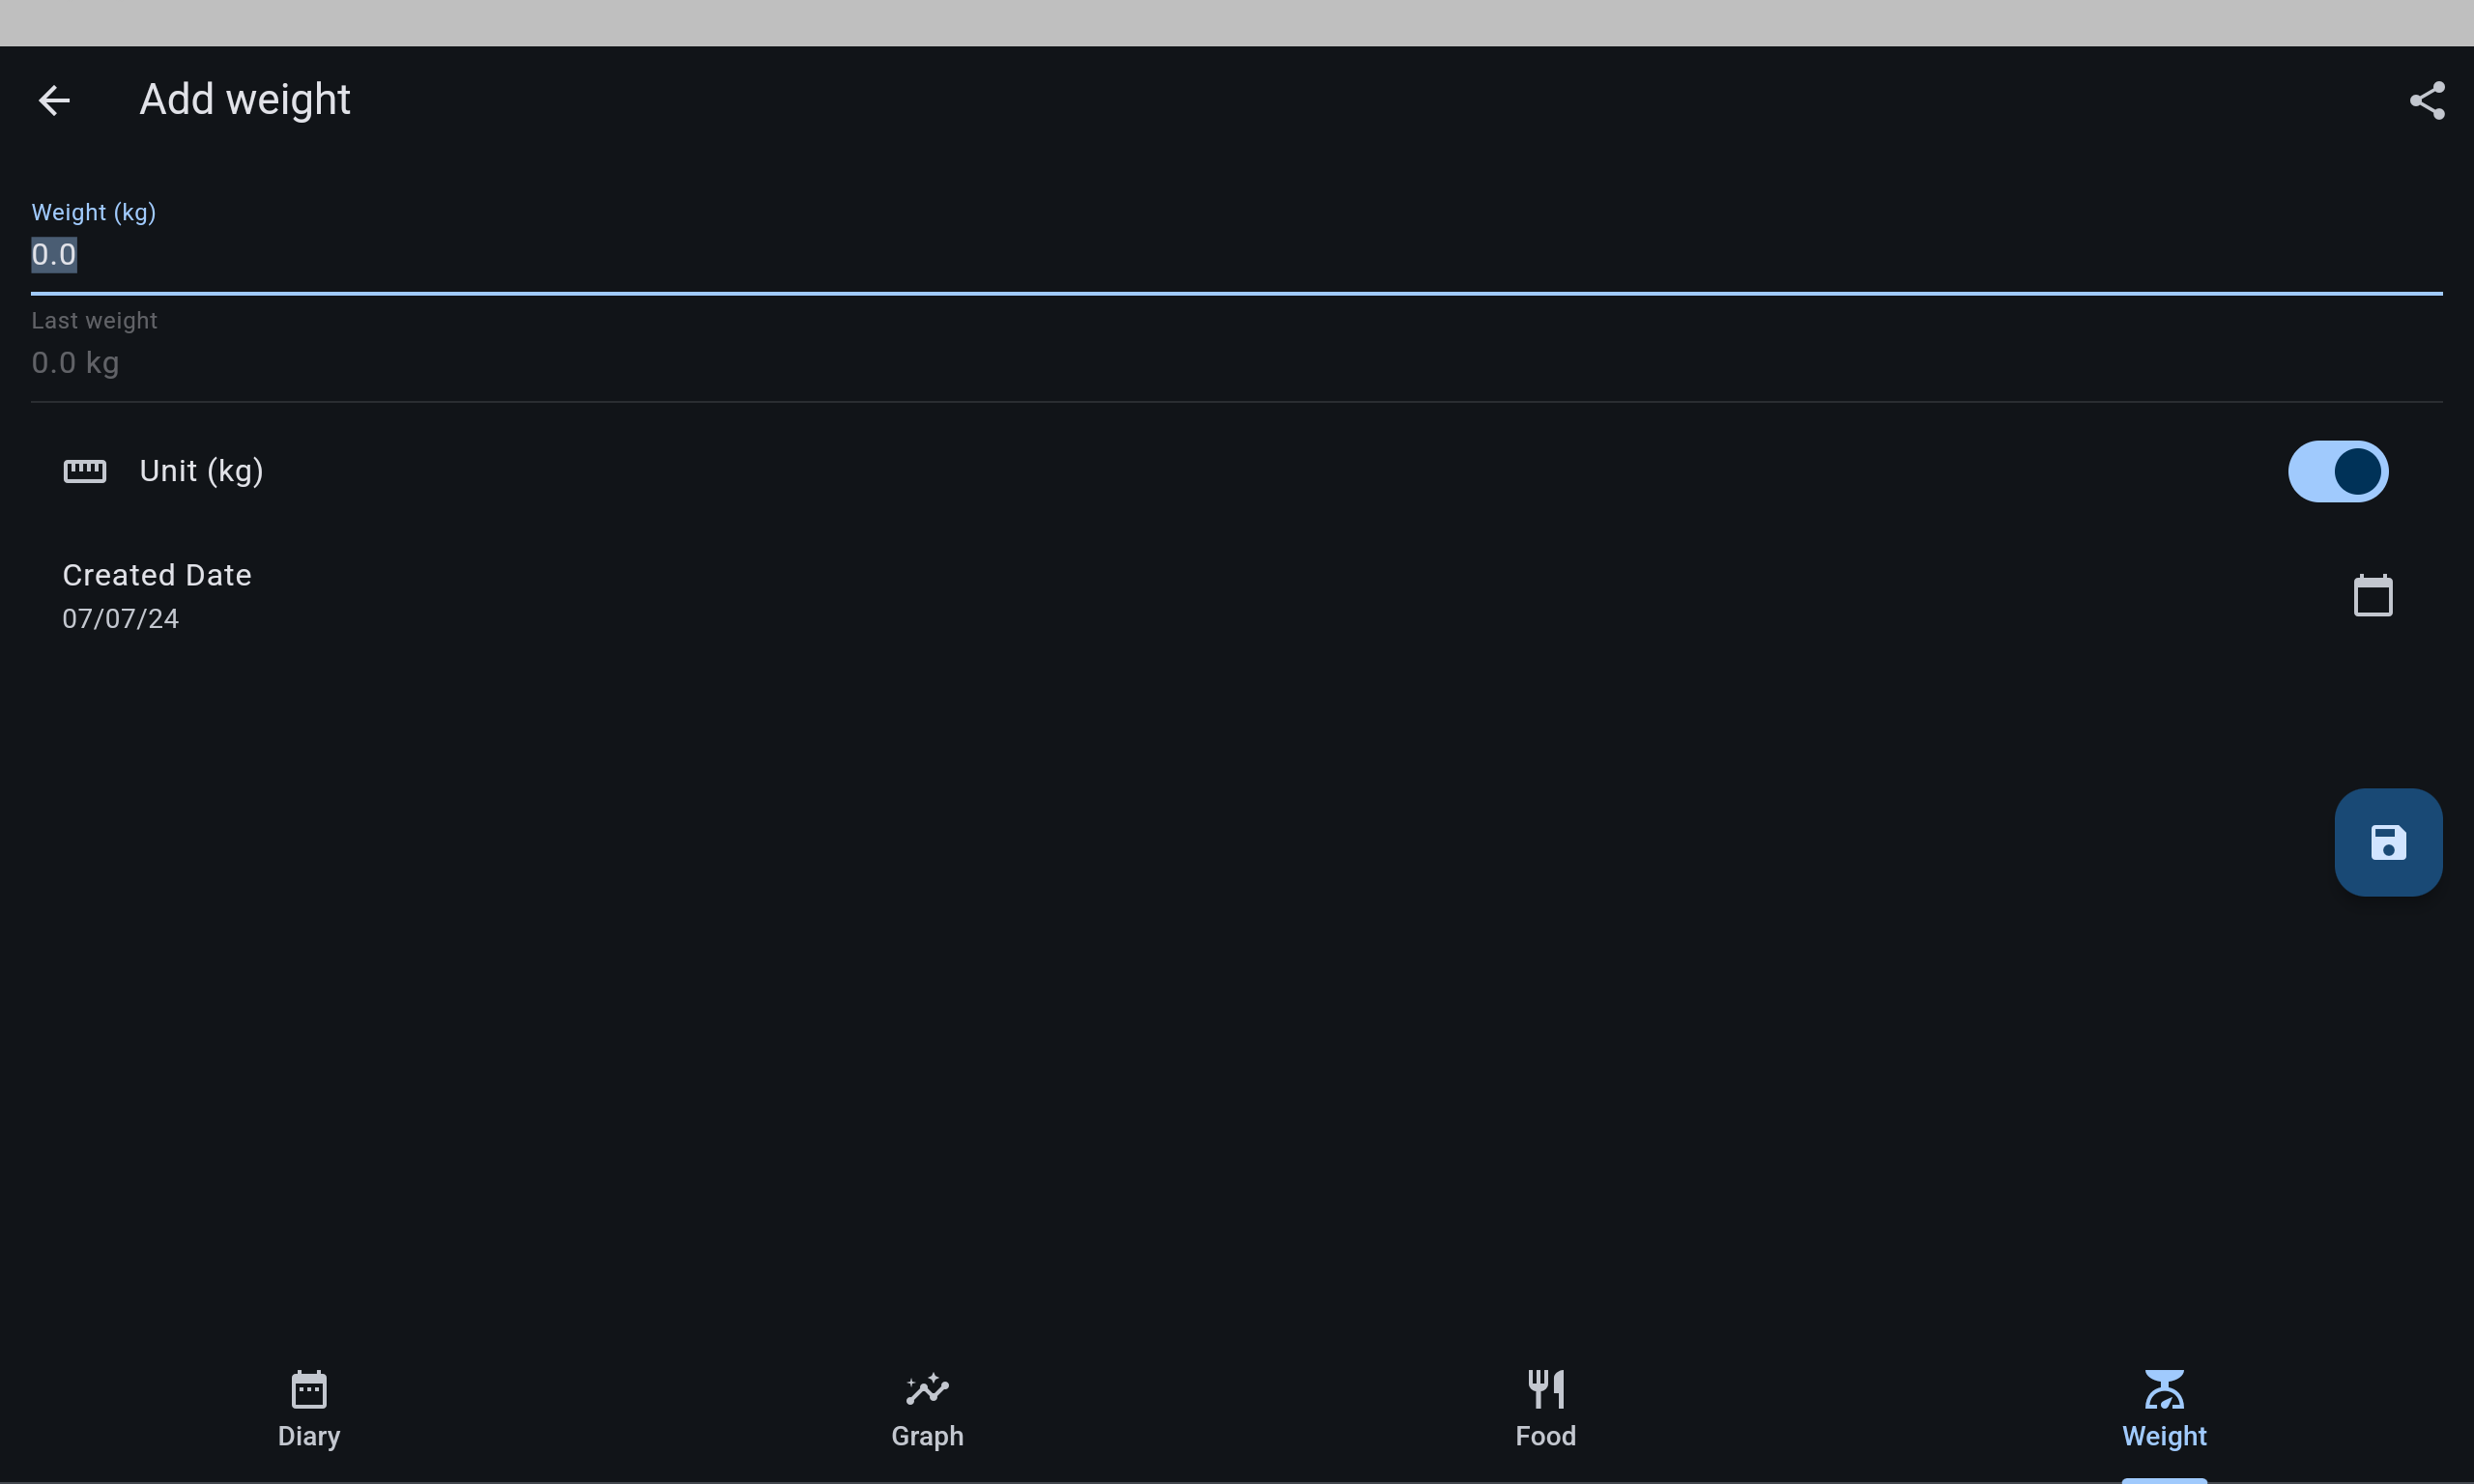 Add weight
Weight (kg)
0.0
Last weight
0.0 kg
Unit (kg)
Created Date
07/07/24
Diary
Graph
Food
Weight